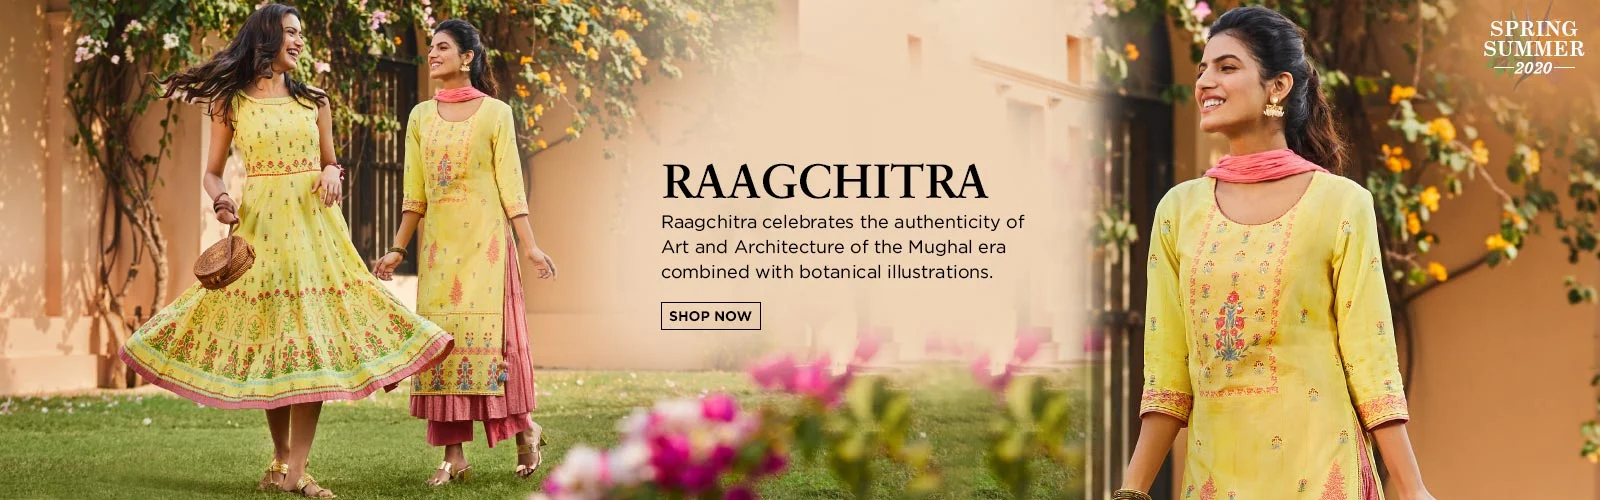 RAAGCHITRA
Raagchitra celebrates the authenticity of
Art and Architecture of the Mughal era
combined with botanical illustrations.
SHOP NOW
SPRING
SUMMER
2020